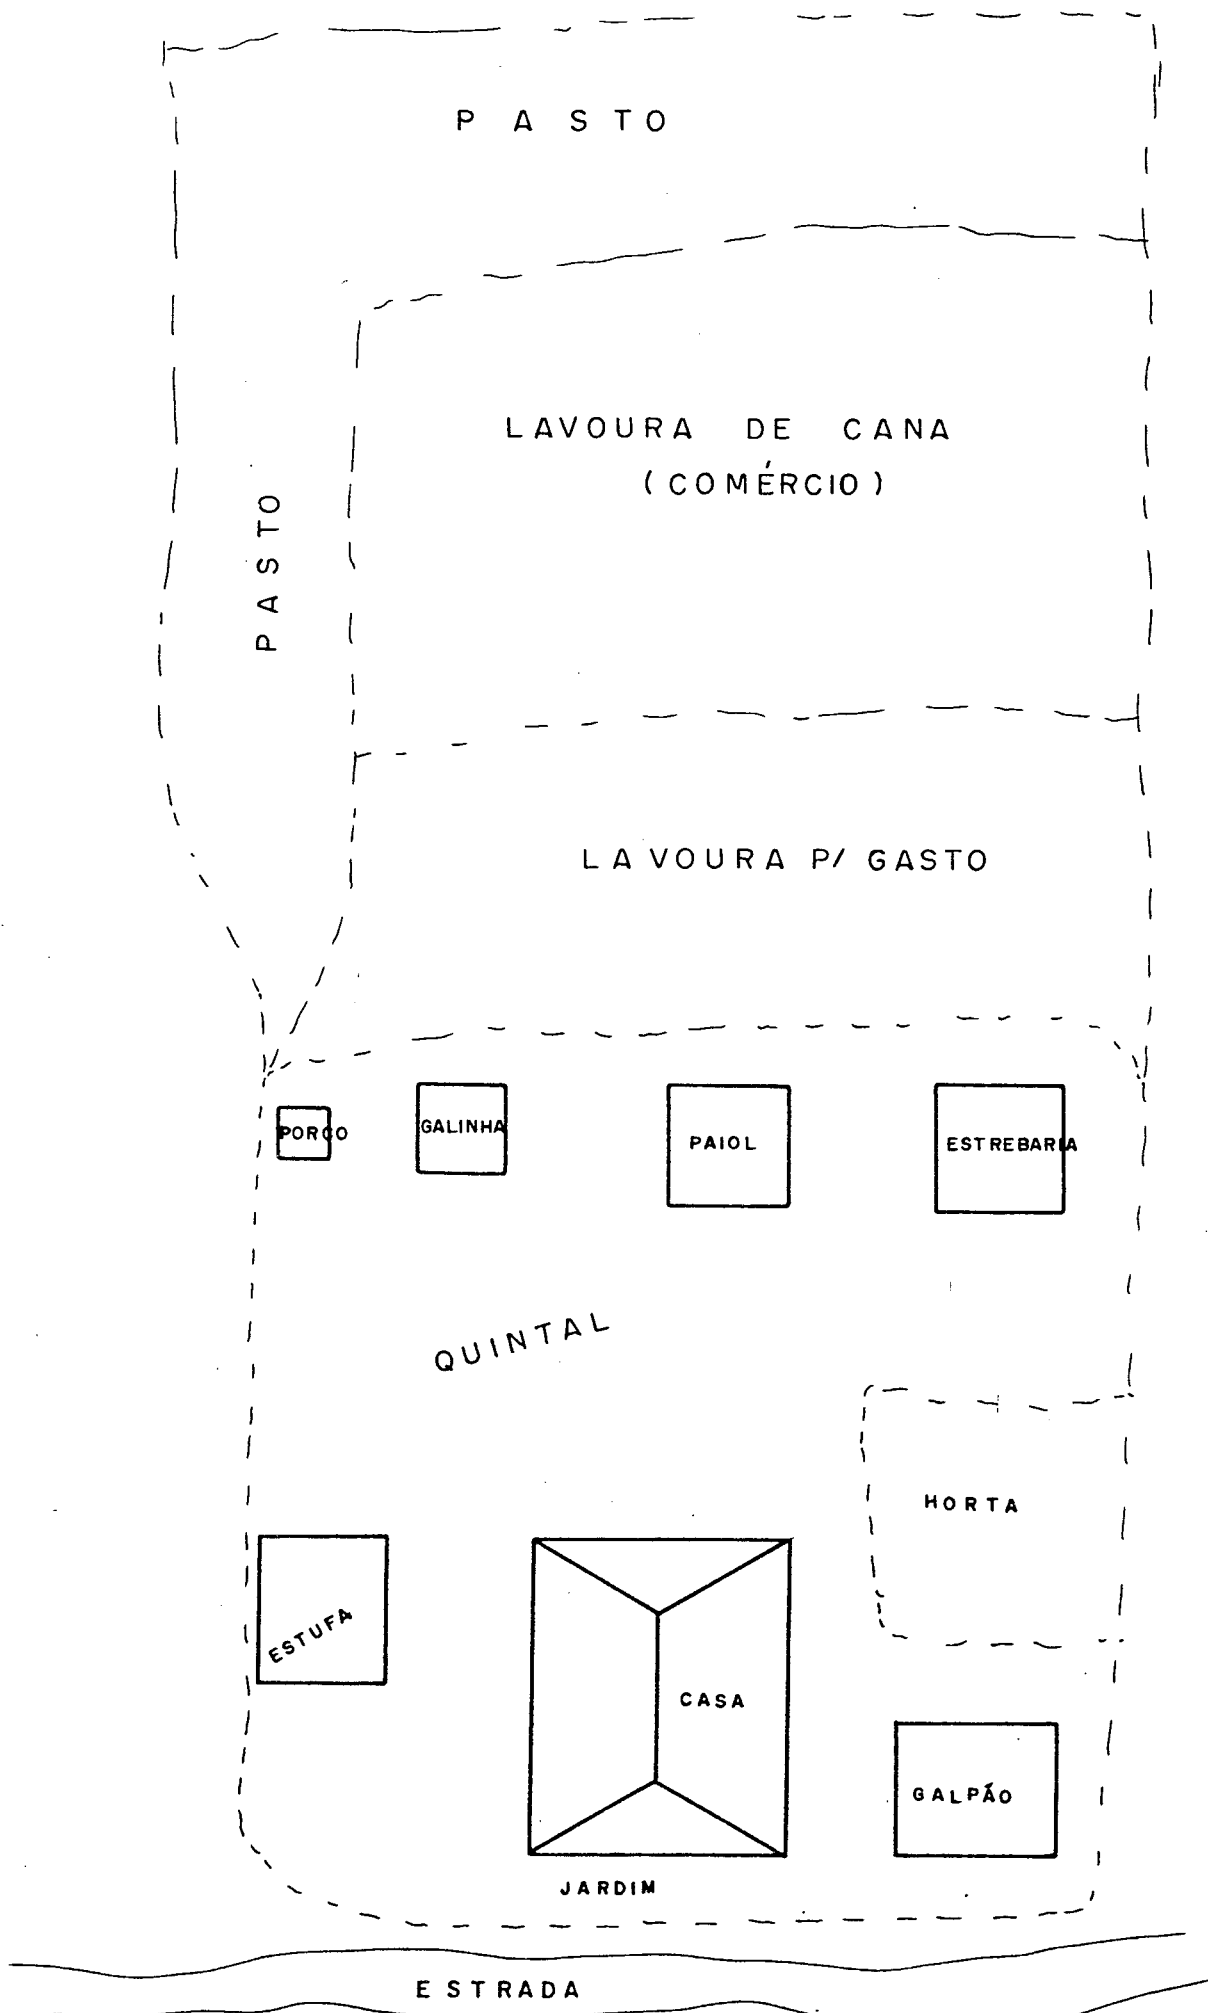 PASTO
LAVOURA DE CANA
(COMÉRCIO)
PASTO
LAVOURA P/ GASTO
PORCO
GALINHA
PAIOL
ESTREBARIA
QUINTAL
HORTA
ESTUFA
CASA
GALPÃO
JARDIM
ESTRADA